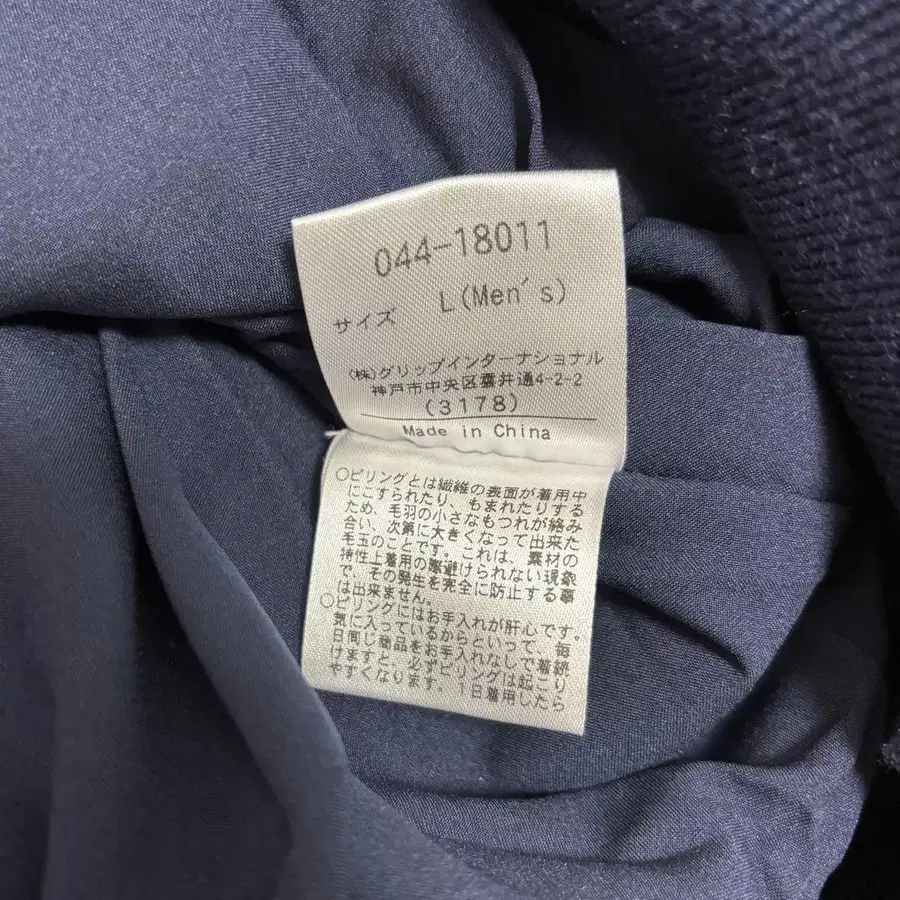 044-18011
サイズ L(Men's)
(株)グリップインターナショナル
神戸市中央区葺井通4-2-2
(3178)
Made in China
○ピリングとは繊維の表面が着用中
にこすられたり、もまれたりする
ため、毛羽の小さなもつれが絡み
合い、次第に大きくなって出来た
毛玉のことです。これは、素材の
特性上着用の際避けられない現象
で、その発生を完全に防止する事
は出来ません。
○ピリングにはお手入れが肝心です。
気に入っているからといって、毎
日同じ商品をお手入れなしで着続
けますと、必ずピリングは起こり
やすくなります。1日着用したら